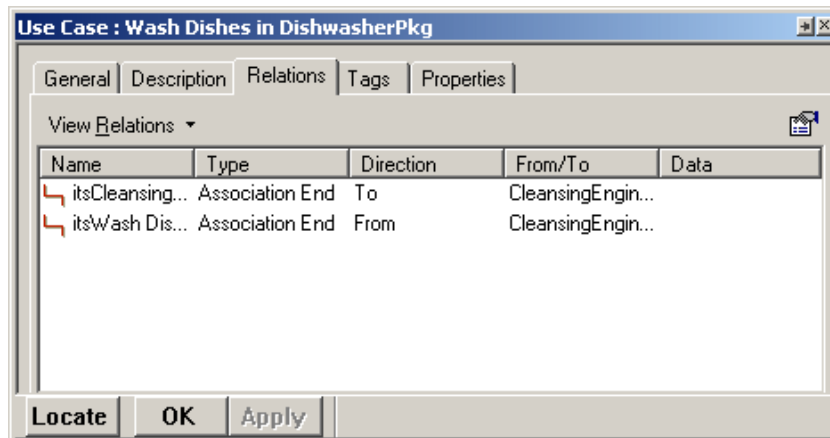 Use Case : Wash Dishes in DishwasherPkg
General Description Relations Tags Properties
View Relations
Name Type Direction From/To Data
itsCleansing... Association End To CleansingEngin...
itsWash Dis... Association End From CleansingEngin...
Locate OK Apply